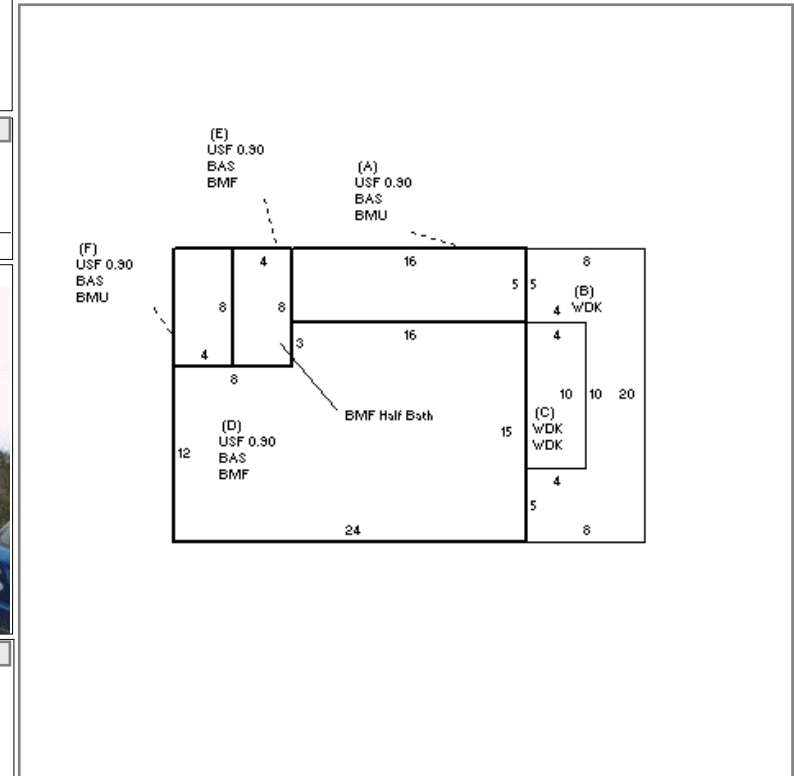 (E)
USF 0.90
BAS
BMF
(A)
USF 0.90
BAS
BMU
(F)
USF 0.90
BAS
BMU
4
16
8
8
8
5
5
(B)
WDK
4
16
4
3
4
8
10
10
20
BMF Half Bath
(C)
WDK
WDK
15
(D)
USF 0.90
BAS
BMF
12
4
5
24
8